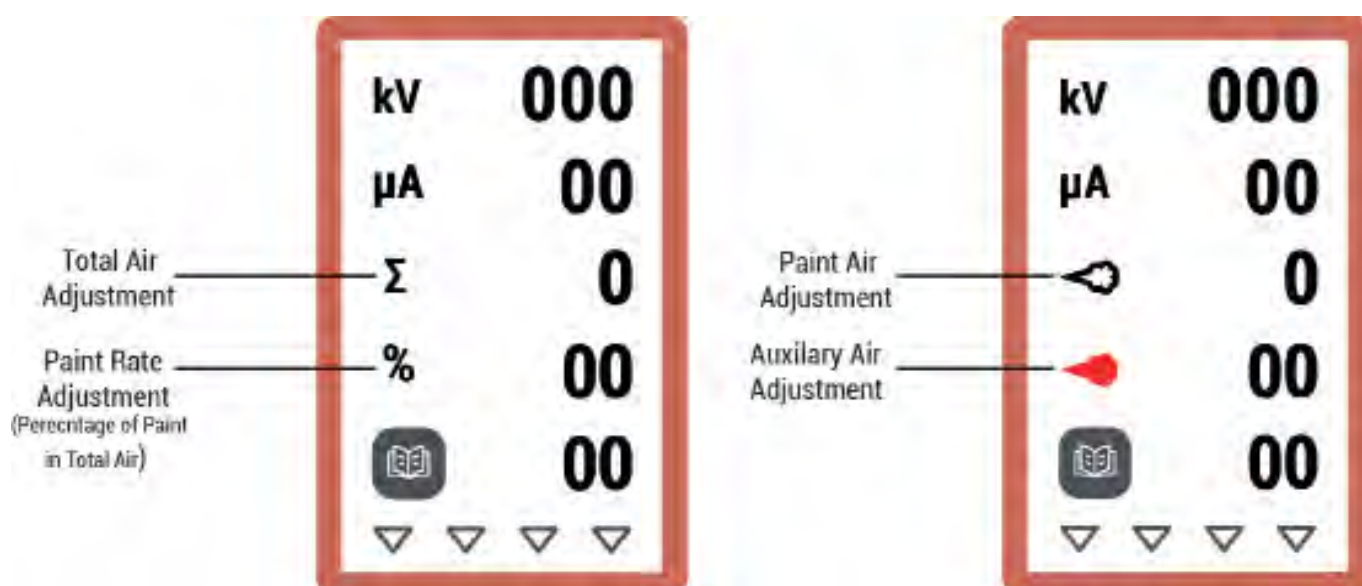 kV 000
µA 00
Total Air
Adjustment
Σ 0
Paint Rate
Adjustment
(Perecntage of Paint
in Total Air)
% 00
00
kV 000
µA 00
Paint Air
Adjustment
0
Auxilary Air
Adjustment
00
00